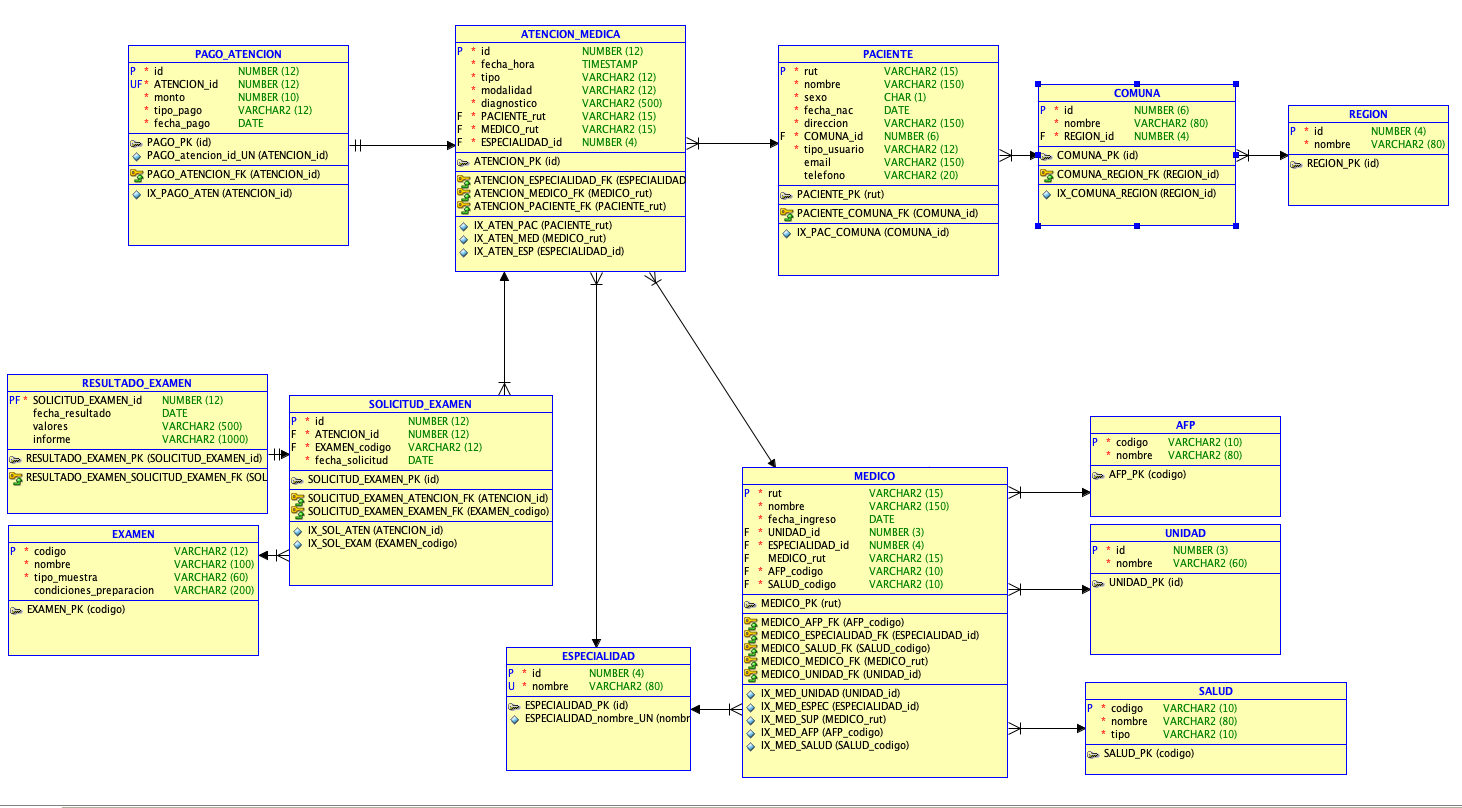 PAGO_ATENCION
P * id NUMBER (12)
UF * ATENCION_id NUMBER (12)
* monto NUMBER (10)
* tipo_pago VARCHAR2 (12)
* fecha_pago DATE
PAGO_PK (id)
PAGO_atencion_id_UN (ATENCION_id)
PAGO_ATENCION_FK (ATENCION_id)
IX_PAGO_ATEN (ATENCION_id)
ATENCION_MEDICA
P * id NUMBER (12)
* fecha_hora TIMESTAMP
* tipo VARCHAR2 (12)
* modalidad VARCHAR2 (12)
* diagnostico VARCHAR2 (500)
F * PACIENTE_rut VARCHAR2 (15)
F * MEDICO_rut VARCHAR2 (15)
F * ESPECIALIDAD_id NUMBER (4)
ATENCION_PK (id)
ATENCION_ESPECIALIDAD_FK (ESPECIALIDAD
ATENCION_MEDICO_FK (MEDICO_rut)
ATENCION_PACIENTE_FK (PACIENTE_rut)
IX_ATEN_PAC (PACIENTE_rut)
IX_ATEN_MED (MEDICO_rut)
IX_ATEN_ESP (ESPECIALIDAD_id)
PACIENTE
P * rut VARCHAR2 (15)
* nombre VARCHAR2 (150)
* sexo CHAR (1)
* fecha_nac DATE
* direccion VARCHAR2 (150)
F * COMUNA_id NUMBER (6)
* tipo_usuario VARCHAR2 (12)
email VARCHAR2 (150)
telefono VARCHAR2 (20)
PACIENTE_PK (rut)
PACIENTE_COMUNA_FK (COMUNA_id)
IX_PAC_COMUNA (COMUNA_id)
COMUNA
P * id NUMBER (6)
* nombre VARCHAR2 (80)
F * REGION_id NUMBER (4)
COMUNA_PK (id)
COMUNA_REGION_FK (REGION_id)
IX_COMUNA_REGION (REGION_id)
REGION
P * id NUMBER (4)
* nombre VARCHAR2 (80)
REGION_PK (id)
RESULTADO_EXAMEN
PF * SOLICITUD_EXAMEN_id NUMBER (12)
fecha_resultado DATE
valores VARCHAR2 (500)
informe VARCHAR2 (1000)
RESULTADO_EXAMEN_PK (SOLICITUD_EXAMEN_id)
RESULTADO_EXAMEN_SOLICITUD_EXAMEN_FK (SOL
SOLICITUD_EXAMEN
P * id NUMBER (12)
F * ATENCION_id NUMBER (12)
F * EXAMEN_codigo VARCHAR2 (12)
* fecha_solicitud DATE
SOLICITUD_EXAMEN_PK (id)
SOLICITUD_EXAMEN_ATENCION_FK (ATENCION_id)
SOLICITUD_EXAMEN_EXAMEN_FK (EXAMEN_codigo)
IX_SOL_ATEN (ATENCION_id)
IX_SOL_EXAM (EXAMEN_codigo)
EXAMEN
P * codigo VARCHAR2 (12)
* nombre VARCHAR2 (100)
* tipo_muestra VARCHAR2 (60)
condiciones_preparacion VARCHAR2 (200)
EXAMEN_PK (codigo)
MEDICO
P * rut VARCHAR2 (15)
* nombre VARCHAR2 (150)
* fecha_ingreso DATE
F * UNIDAD_id NUMBER (3)
F * ESPECIALIDAD_id NUMBER (4)
F MEDICO_rut VARCHAR2 (15)
F * AFP_codigo VARCHAR2 (10)
F * SALUD_codigo VARCHAR2 (10)
MEDICO_PK (rut)
MEDICO_AFP_FK (AFP_codigo)
MEDICO_ESPECIALIDAD_FK (ESPECIALIDAD_id)
MEDICO_SALUD_FK (SALUD_codigo)
MEDICO_MEDICO_FK (MEDICO_rut)
MEDICO_UNIDAD_FK (UNIDAD_id)
IX_MED_UNIDAD (UNIDAD_id)
IX_MED_ESPEC (ESPECIALIDAD_id)
IX_MED_SUP (MEDICO_rut)
IX_MED_AFP (AFP_codigo)
IX_MED_SALUD (SALUD_codigo)
AFP
P * codigo VARCHAR2 (10)
* nombre VARCHAR2 (80)
AFP_PK (codigo)
UNIDAD
P * id NUMBER (3)
* nombre VARCHAR2 (60)
UNIDAD_PK (id)
ESPECIALIDAD
P * id NUMBER (4)
U * nombre VARCHAR2 (80)
ESPECIALIDAD_PK (id)
ESPECIALIDAD_nombre_UN (nombr
SALUD
P * codigo VARCHAR2 (10)
* nombre VARCHAR2 (80)
* tipo VARCHAR2 (10)
SALUD_PK (codigo)